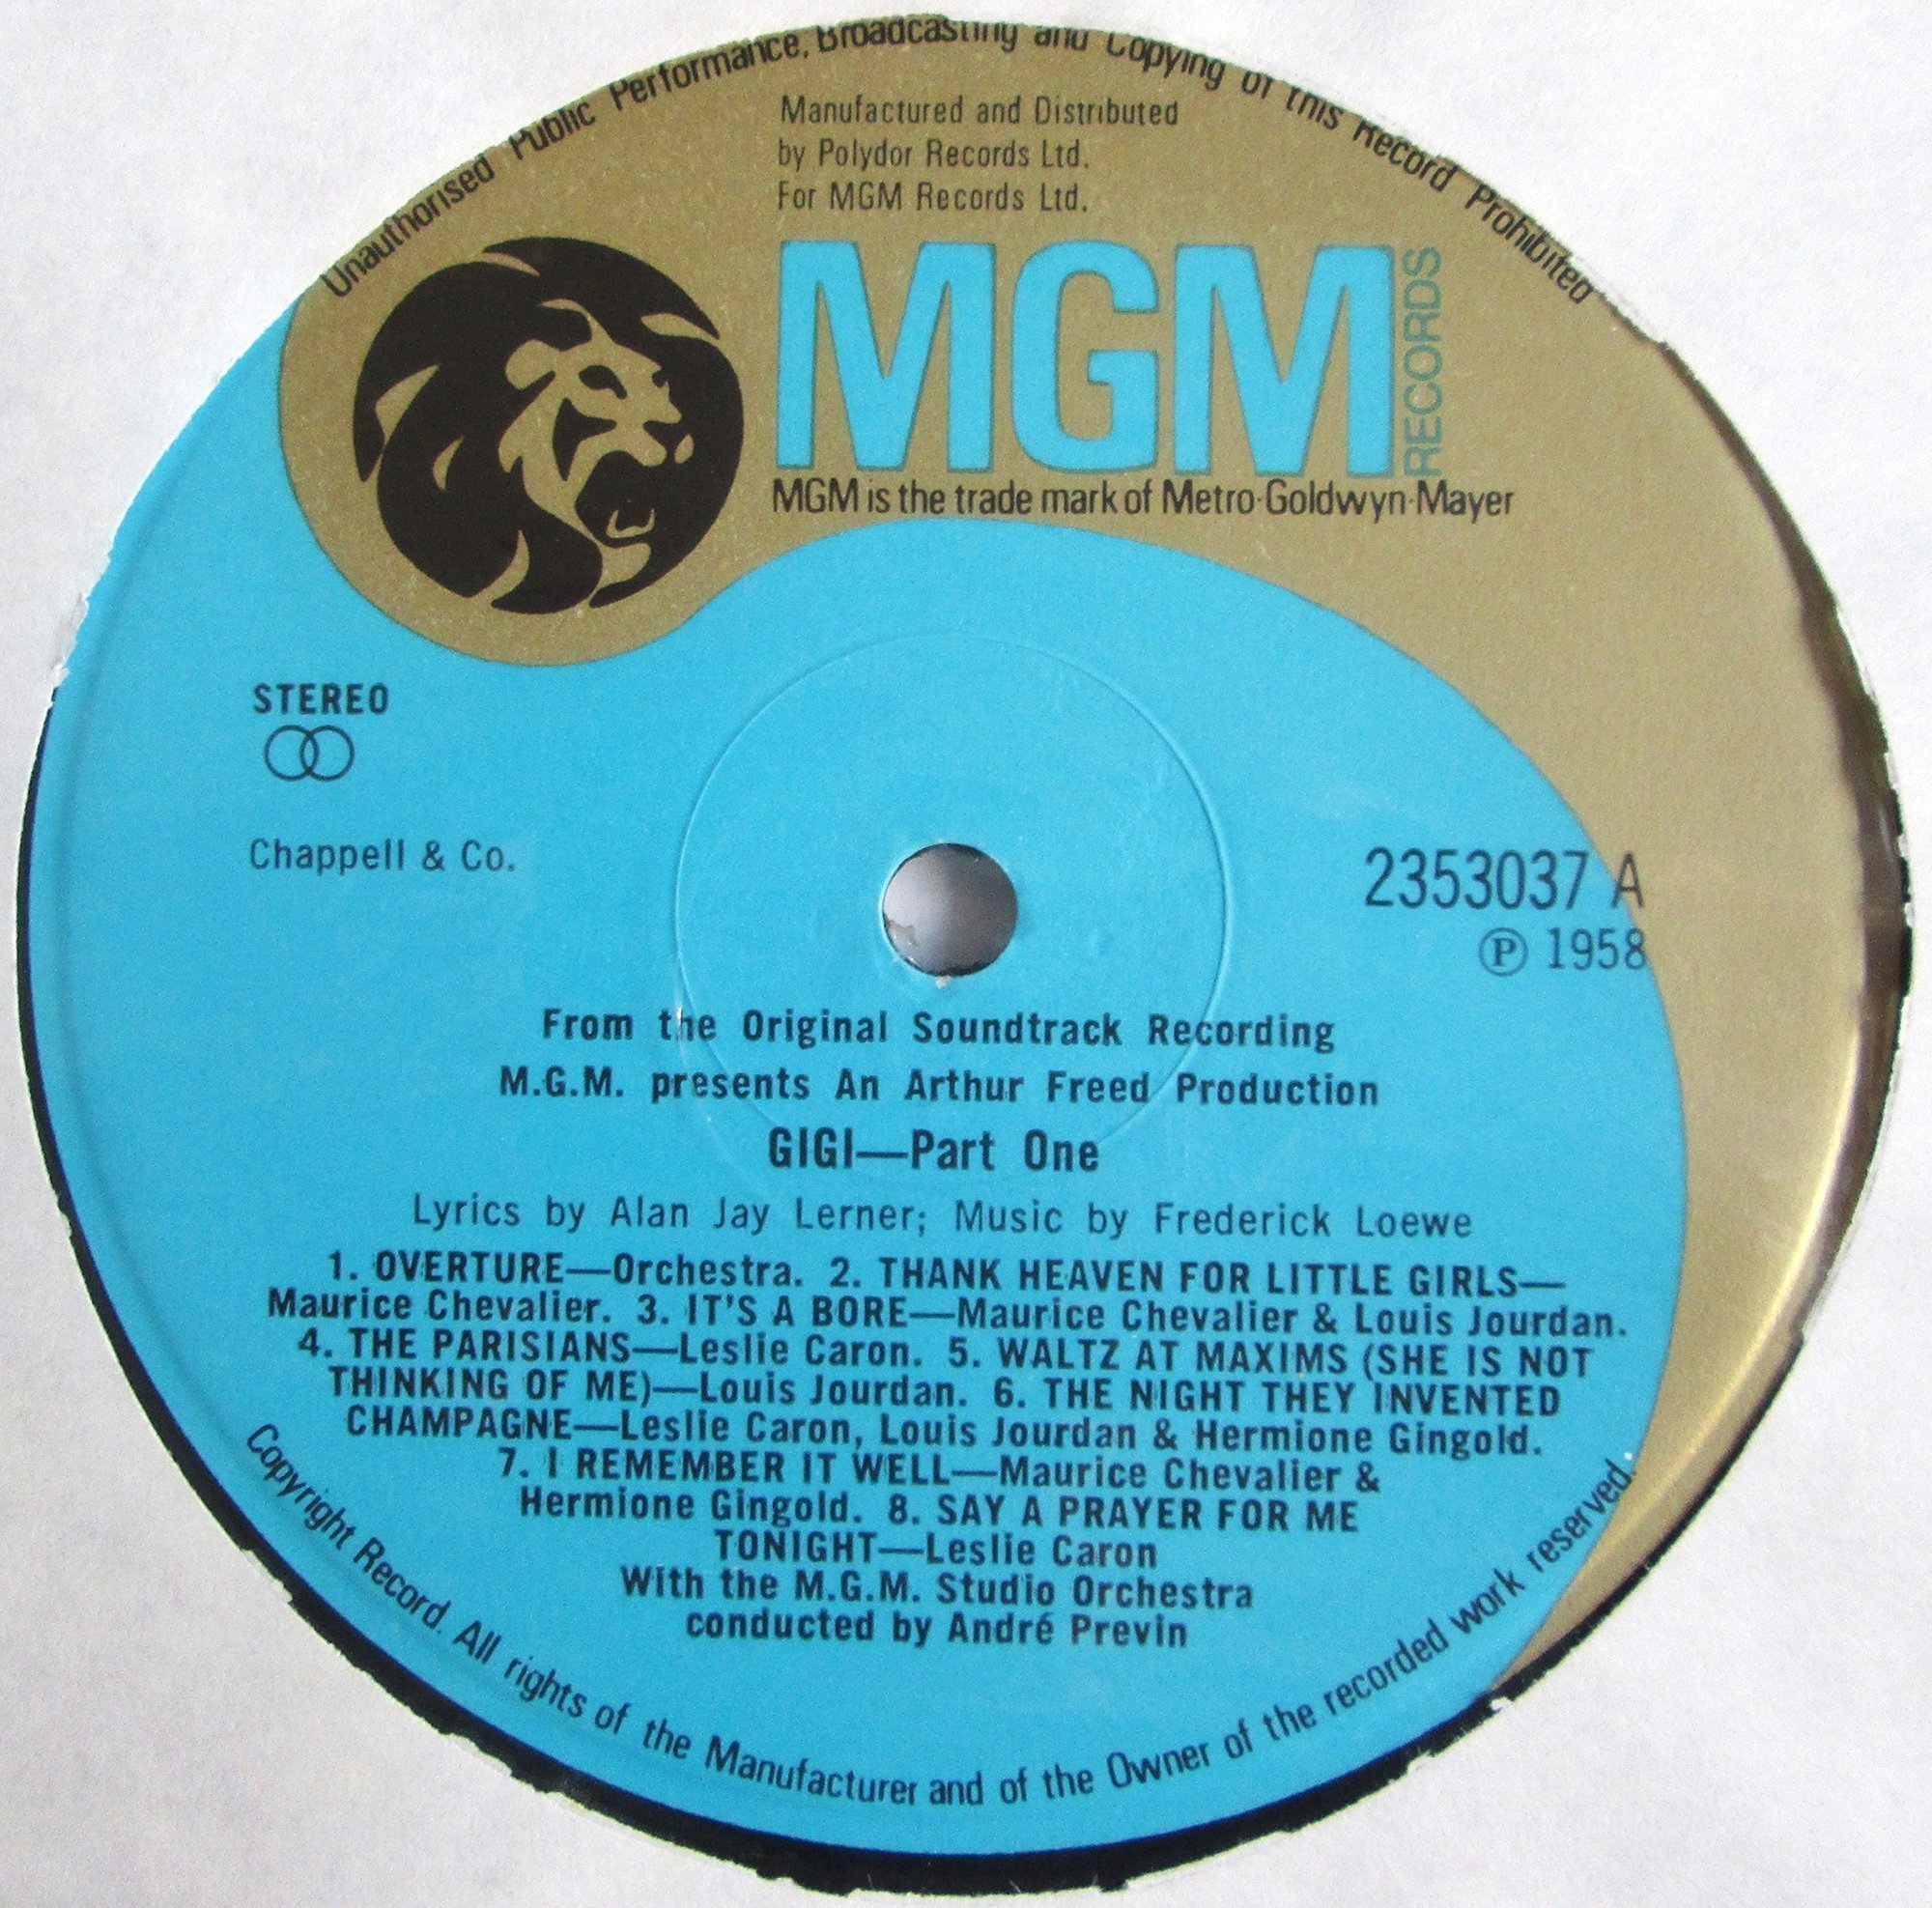 Unauthorised Public Performance, Broadcasting and Copying of this Record Prohibited
Manufactured and Distributed
by Polydor Records Ltd.
For MGM Records Ltd.
MGM RECORDS
MGM is the trade mark of Metro·Goldwyn·Mayer
STEREO
Chappell & Co.
2353037 A
℗ 1958
From the Original Soundtrack Recording
M.G.M. presents An Arthur Freed Production
GIGI—Part One
Lyrics by Alan Jay Lerner; Music by Frederick Loewe
1. OVERTURE—Orchestra. 2. THANK HEAVEN FOR LITTLE GIRLS—
Maurice Chevalier. 3. IT'S A BORE—Maurice Chevalier & Louis Jourdan.
4. THE PARISIANS—Leslie Caron. 5. WALTZ AT MAXIMS (SHE IS NOT
THINKING OF ME)—Louis Jourdan. 6. THE NIGHT THEY INVENTED
CHAMPAGNE—Leslie Caron, Louis Jourdan & Hermione Gingold.
7. I REMEMBER IT WELL—Maurice Chevalier &
Hermione Gingold. 8. SAY A PRAYER FOR ME
TONIGHT—Leslie Caron
With the M.G.M. Studio Orchestra
conducted by André Previn
Copyright Record. All rights of the Manufacturer and of the Owner of the recorded work reserved.